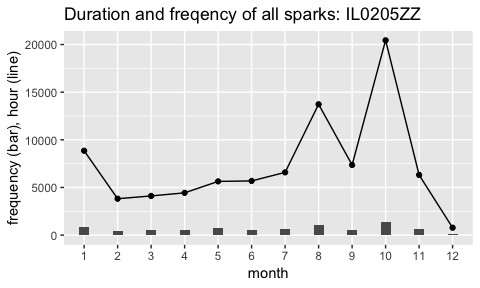 Duration and freqency of all sparks: IL0205ZZ
frequency (bar), hour (line)
20000
15000
10000
5000
0
1 2 3 4 5 6 7 8 9 10 11 12
month